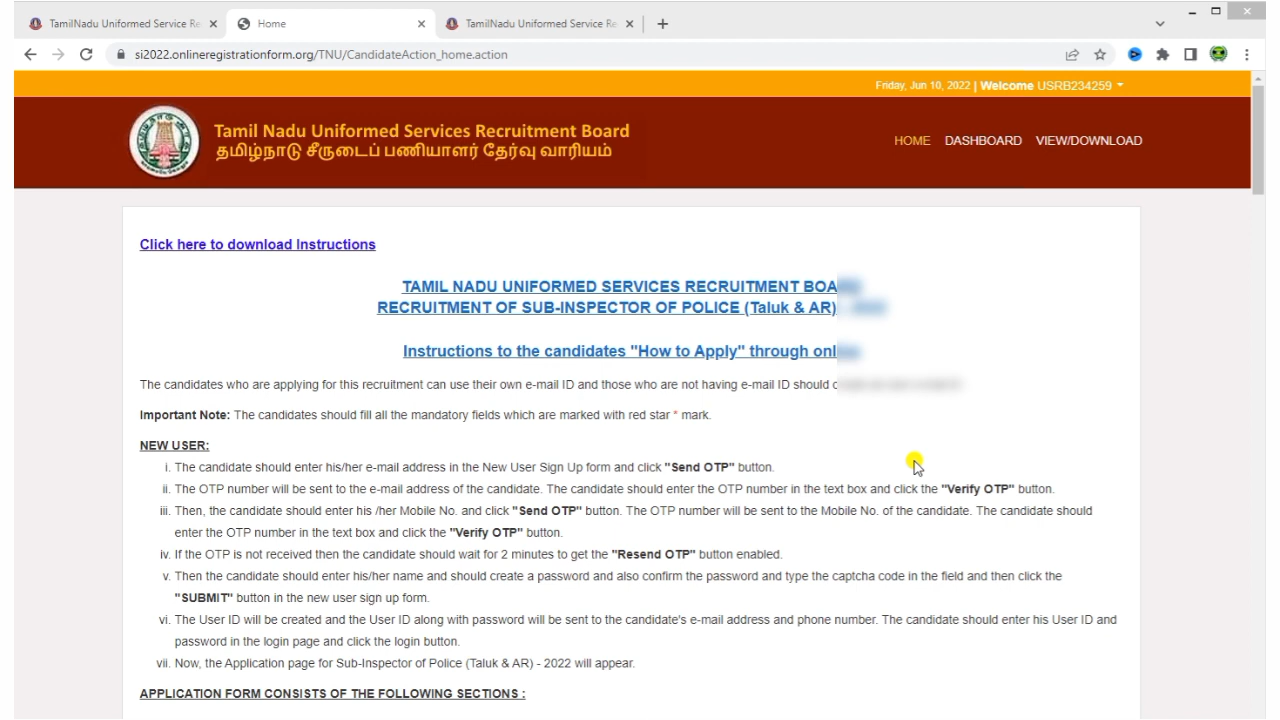 TamilNadu Uniformed Service Re
Home
TamilNadu Uniformed Service Re
si2022.onlineregistrationform.org/TNU/CandidateAction_home.action
Friday, Jun 10, 2022 | Welcome USRB234259
Tamil Nadu Uniformed Services Recruitment Board
தமிழ்நாடு சீருடைப் பணியாளர் தேர்வு வாரியம்
HOME DASHBOARD VIEW/DOWNLOAD
Click here to download Instructions
TAMIL NADU UNIFORMED SERVICES RECRUITMENT
RECRUITMENT OF SUB-INSPECTOR OF POLICE (Taluk & AR)
Instructions to the candidates "How to Apply" through
The candidates who are applying for this recruitment can use their own e-mail ID and those who are not having e-mail ID should
Important Note: The candidates should fill all the mandatory fields which are marked with red star * mark.
NEW USER:
i. The candidate should enter his/her e-mail address in the New User Sign Up form and click "Send OTP" button.
ii. The OTP number will be sent to the e-mail address of the candidate. The candidate should enter the OTP number in the text box and click the "Verify OTP" button.
iii. Then, the candidate should enter his /her Mobile No. and click "Send OTP" button. The OTP number will be sent to the Mobile No. of the candidate. The candidate should
enter the OTP number in the text box and click the "Verify OTP" button.
iv. If the OTP is not received then the candidate should wait for 2 minutes to get the "Resend OTP" button enabled.
v. Then the candidate should enter his/her name and should create a password and also confirm the password and type the captcha code in the field and then click the
"SUBMIT" button in the new user sign up form.
vi. The User ID will be created and the User ID along with password will be sent to the candidate's e-mail address and phone number. The candidate should enter his User ID and
password in the login page and click the login button.
vii. Now, the Application page for Sub-Inspector of Police (Taluk & AR) - 2022 will appear.
APPLICATION FORM CONSISTS OF THE FOLLOWING SECTIONS :